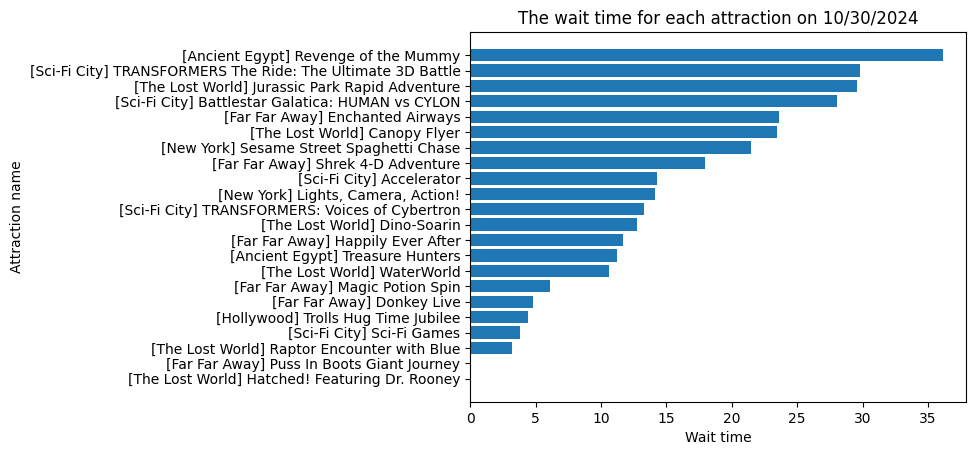 The wait time for each attraction on 10/30/2024
[Ancient Egypt] Revenge of the Mummy
[Sci-Fi City] TRANSFORMERS The Ride: The Ultimate 3D Battle
[The Lost World] Jurassic Park Rapid Adventure
[Sci-Fi City] Battlestar Galatica: HUMAN vs CYLON
[Far Far Away] Enchanted Airways
[The Lost World] Canopy Flyer
[New York] Sesame Street Spaghetti Chase
[Far Far Away] Shrek 4-D Adventure
[Sci-Fi City] Accelerator
[New York] Lights, Camera, Action!
[Sci-Fi City] TRANSFORMERS: Voices of Cybertron
[The Lost World] Dino-Soarin
[Far Far Away] Happily Ever After
[Ancient Egypt] Treasure Hunters
[The Lost World] WaterWorld
[Far Far Away] Magic Potion Spin
[Far Far Away] Donkey Live
[Hollywood] Trolls Hug Time Jubilee
[Sci-Fi City] Sci-Fi Games
[The Lost World] Raptor Encounter with Blue
[Far Far Away] Puss In Boots Giant Journey
[The Lost World] Hatched! Featuring Dr. Rooney
Attraction name
0 5 10 15 20 25 30 35
Wait time